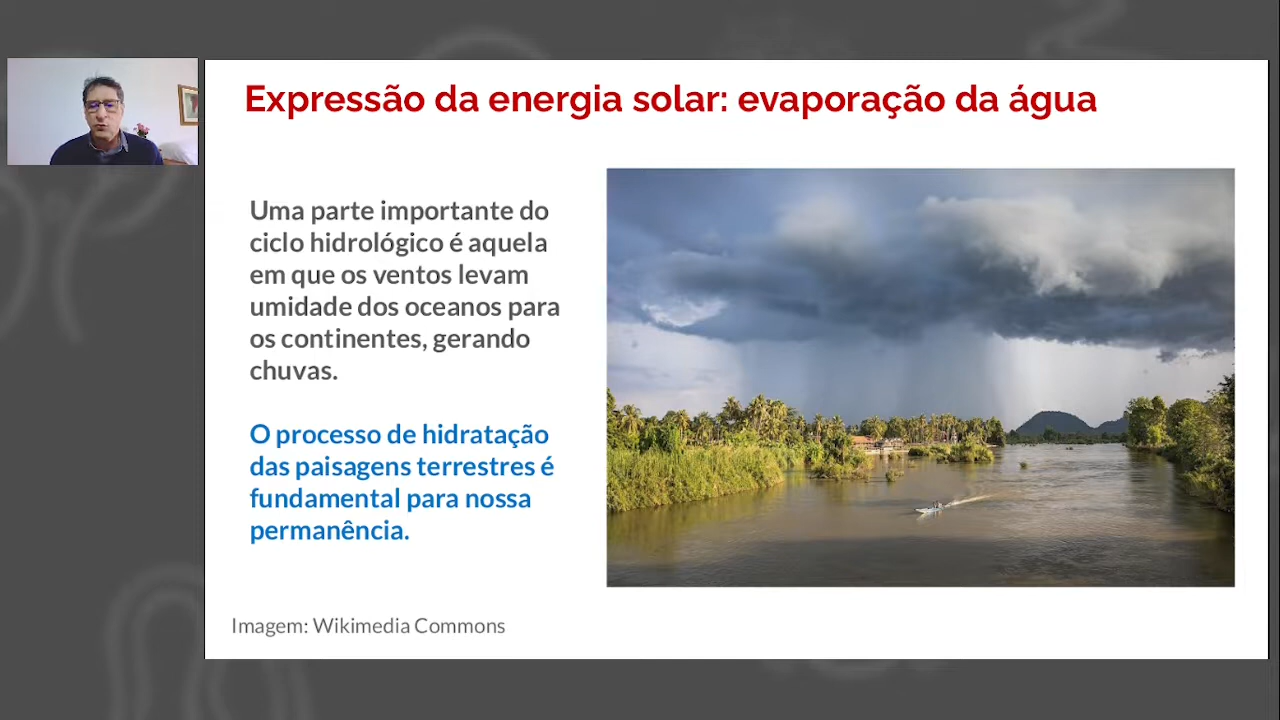 Expressão da energia solar: evaporação da água
Uma parte importante do
ciclo hidrológico é aquela
em que os ventos levam
umidade dos oceanos para
os continentes, gerando
chuvas.
O processo de hidratação
das paisagens terrestres é
fundamental para nossa
permanência.
Imagem: Wikimedia Commons